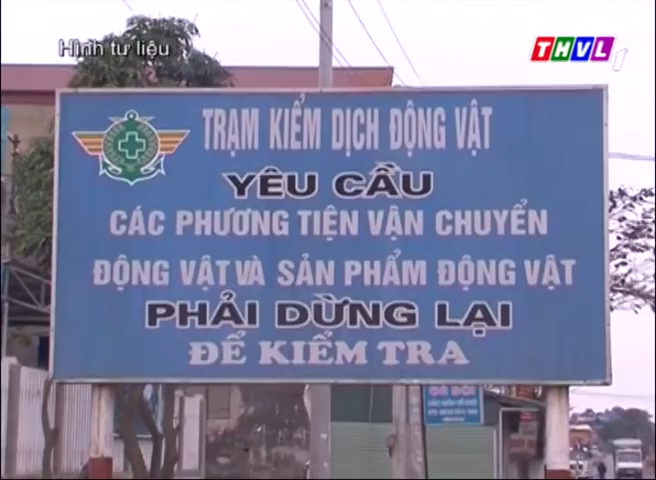 Hình tư liệu
THVL1
TRẠM KIỂM DỊCH ĐỘNG VẬT
YÊU CẦU
CÁC PHƯƠNG TIỆN VẬN CHUYỂN
ĐỘNG VẬT VÀ SẢN PHẨM ĐỘNG VẬT
PHẢI DỪNG LẠI
ĐỂ KIỂM TRA